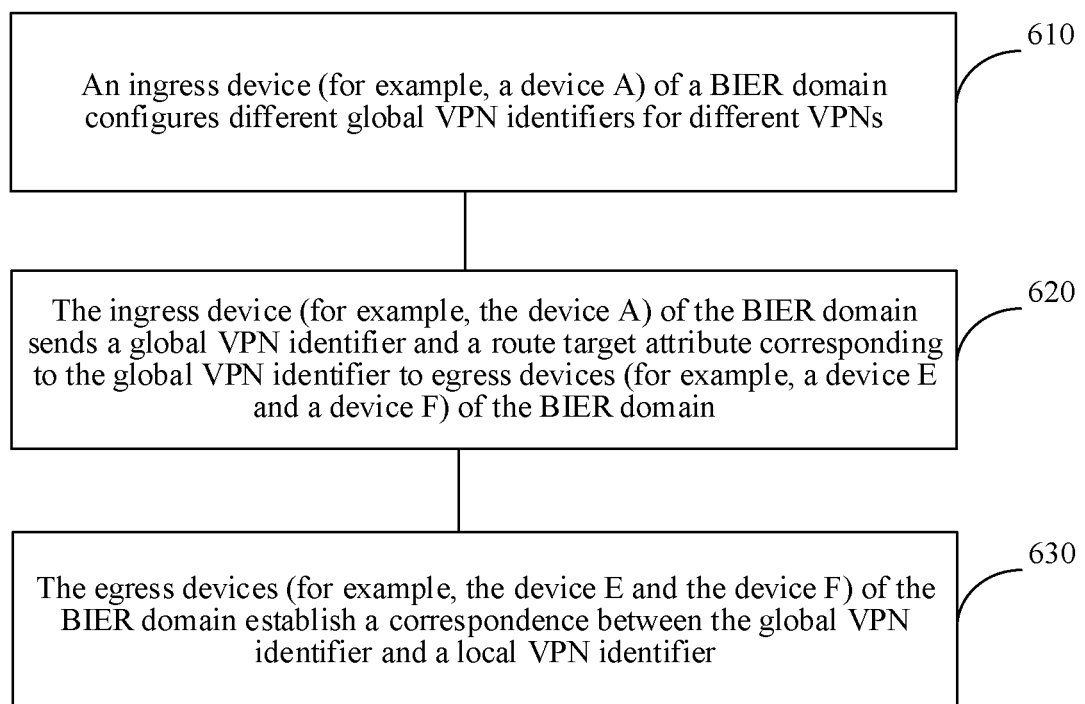 610
An ingress device (for example, a device A) of a BIER domain
configures different global VPN identifiers for different VPNs
620
The ingress device (for example, the device A) of the BIER domain
sends a global VPN identifier and a route target attribute corresponding
to the global VPN identifier to egress devices (for example, a device E
and a device F) of the BIER domain
630
The egress devices (for example, the device E and the device F) of the
BIER domain establish a correspondence between the global VPN
identifier and a local VPN identifier